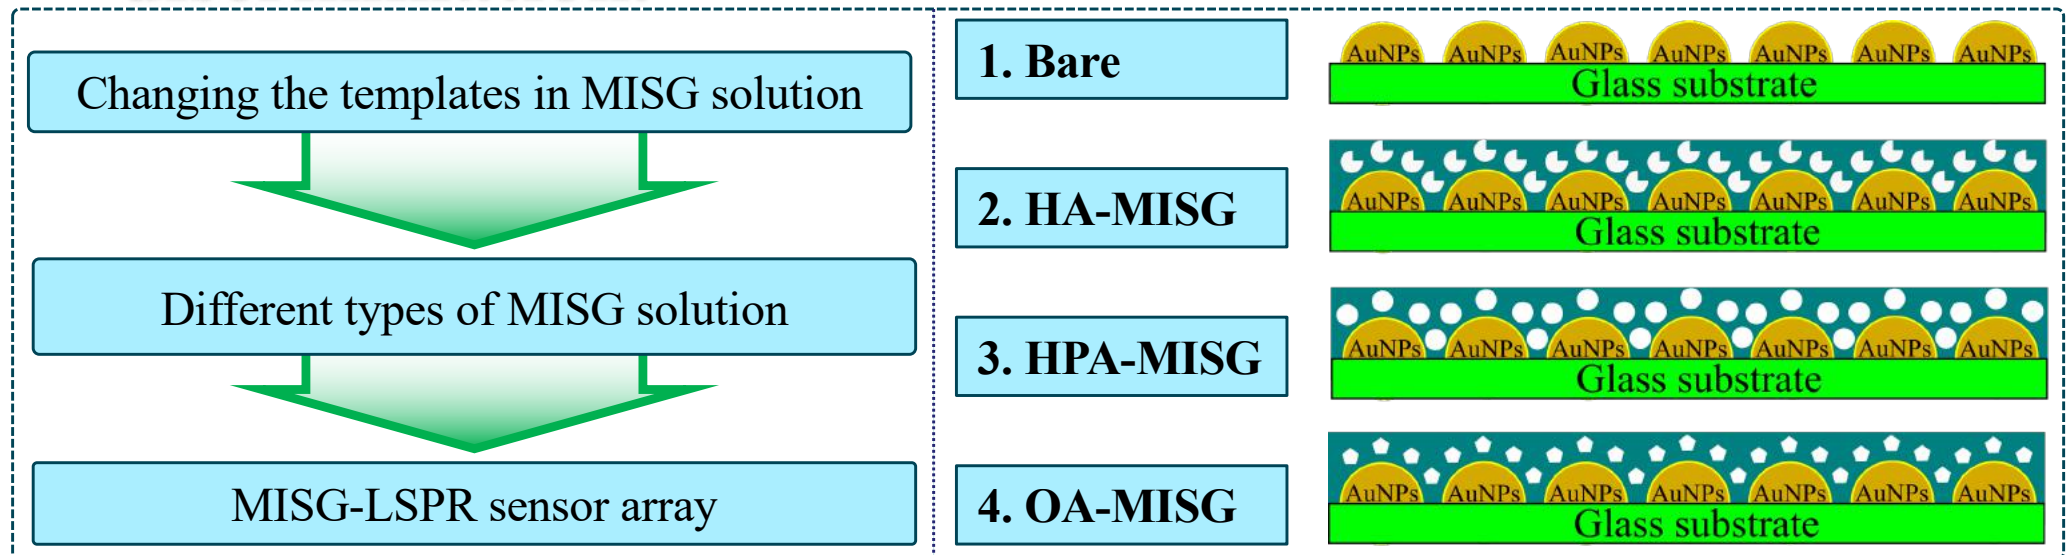 Changing the templates in MISG solution
Different types of MISG solution
MISG-LSPR sensor array
1. Bare
AuNPs AuNPs AuNPs AuNPs AuNPs AuNPs AuNPs
Glass substrate
2. HA-MISG
AuNPs AuNPs AuNPs AuNPs AuNPs AuNPs AuNPs
Glass substrate
3. HPA-MISG
AuNPs AuNPs AuNPs AuNPs AuNPs AuNPs AuNPs
Glass substrate
4. OA-MISG
AuNPs AuNPs AuNPs AuNPs AuNPs AuNPs AuNPs
Glass substrate